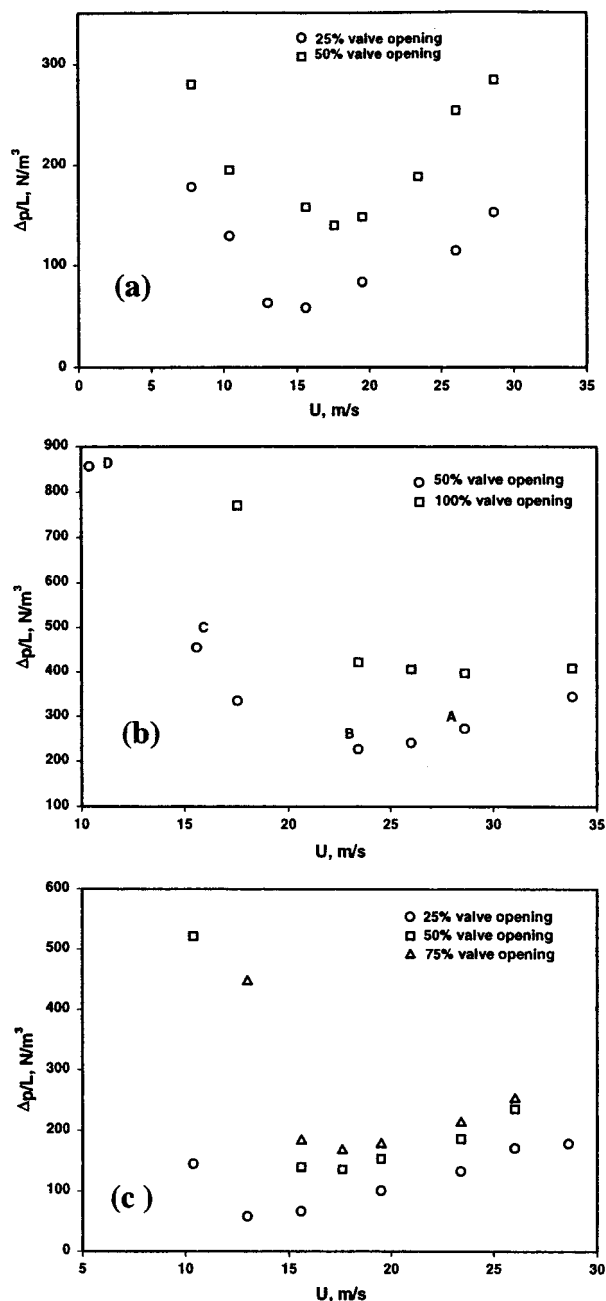 25% valve opening
50% valve opening
300
200
100
0
Δp/L, N/m³
(a)
0 5 10 15 20 25 30 35
U, m/s
900
800
700
600
500
400
300
200
100
Δp/L, N/m³
D
C
B
A
50% valve opening
100% valve opening
(b)
10 15 20 25 30 35
U, m/s
600
500
400
300
200
100
0
Δp/L, N/m³
25% valve opening
50% valve opening
75% valve opening
(c )
5 10 15 20 25 30
U, m/s